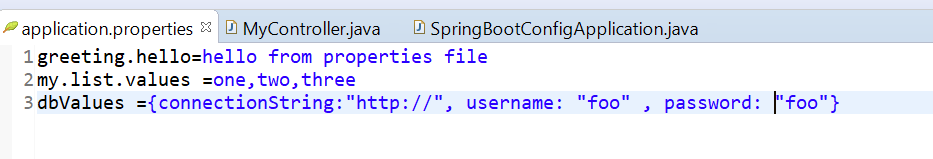 application.properties MyController.java SpringBootConfigApplication.java
1 greeting.hello=hello from properties file
2 my.list.values =one,two,three
3 dbValues ={connectionString:"http://", username: "foo" , password: "foo"}